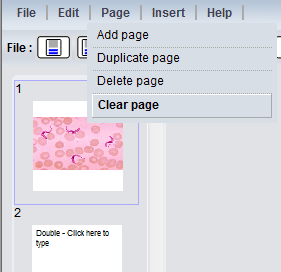 File | Edit | Page | Insert | Help |
Add page
File :
Duplicate page
Delete page
Clear page
1
2
Double - Click here to
type